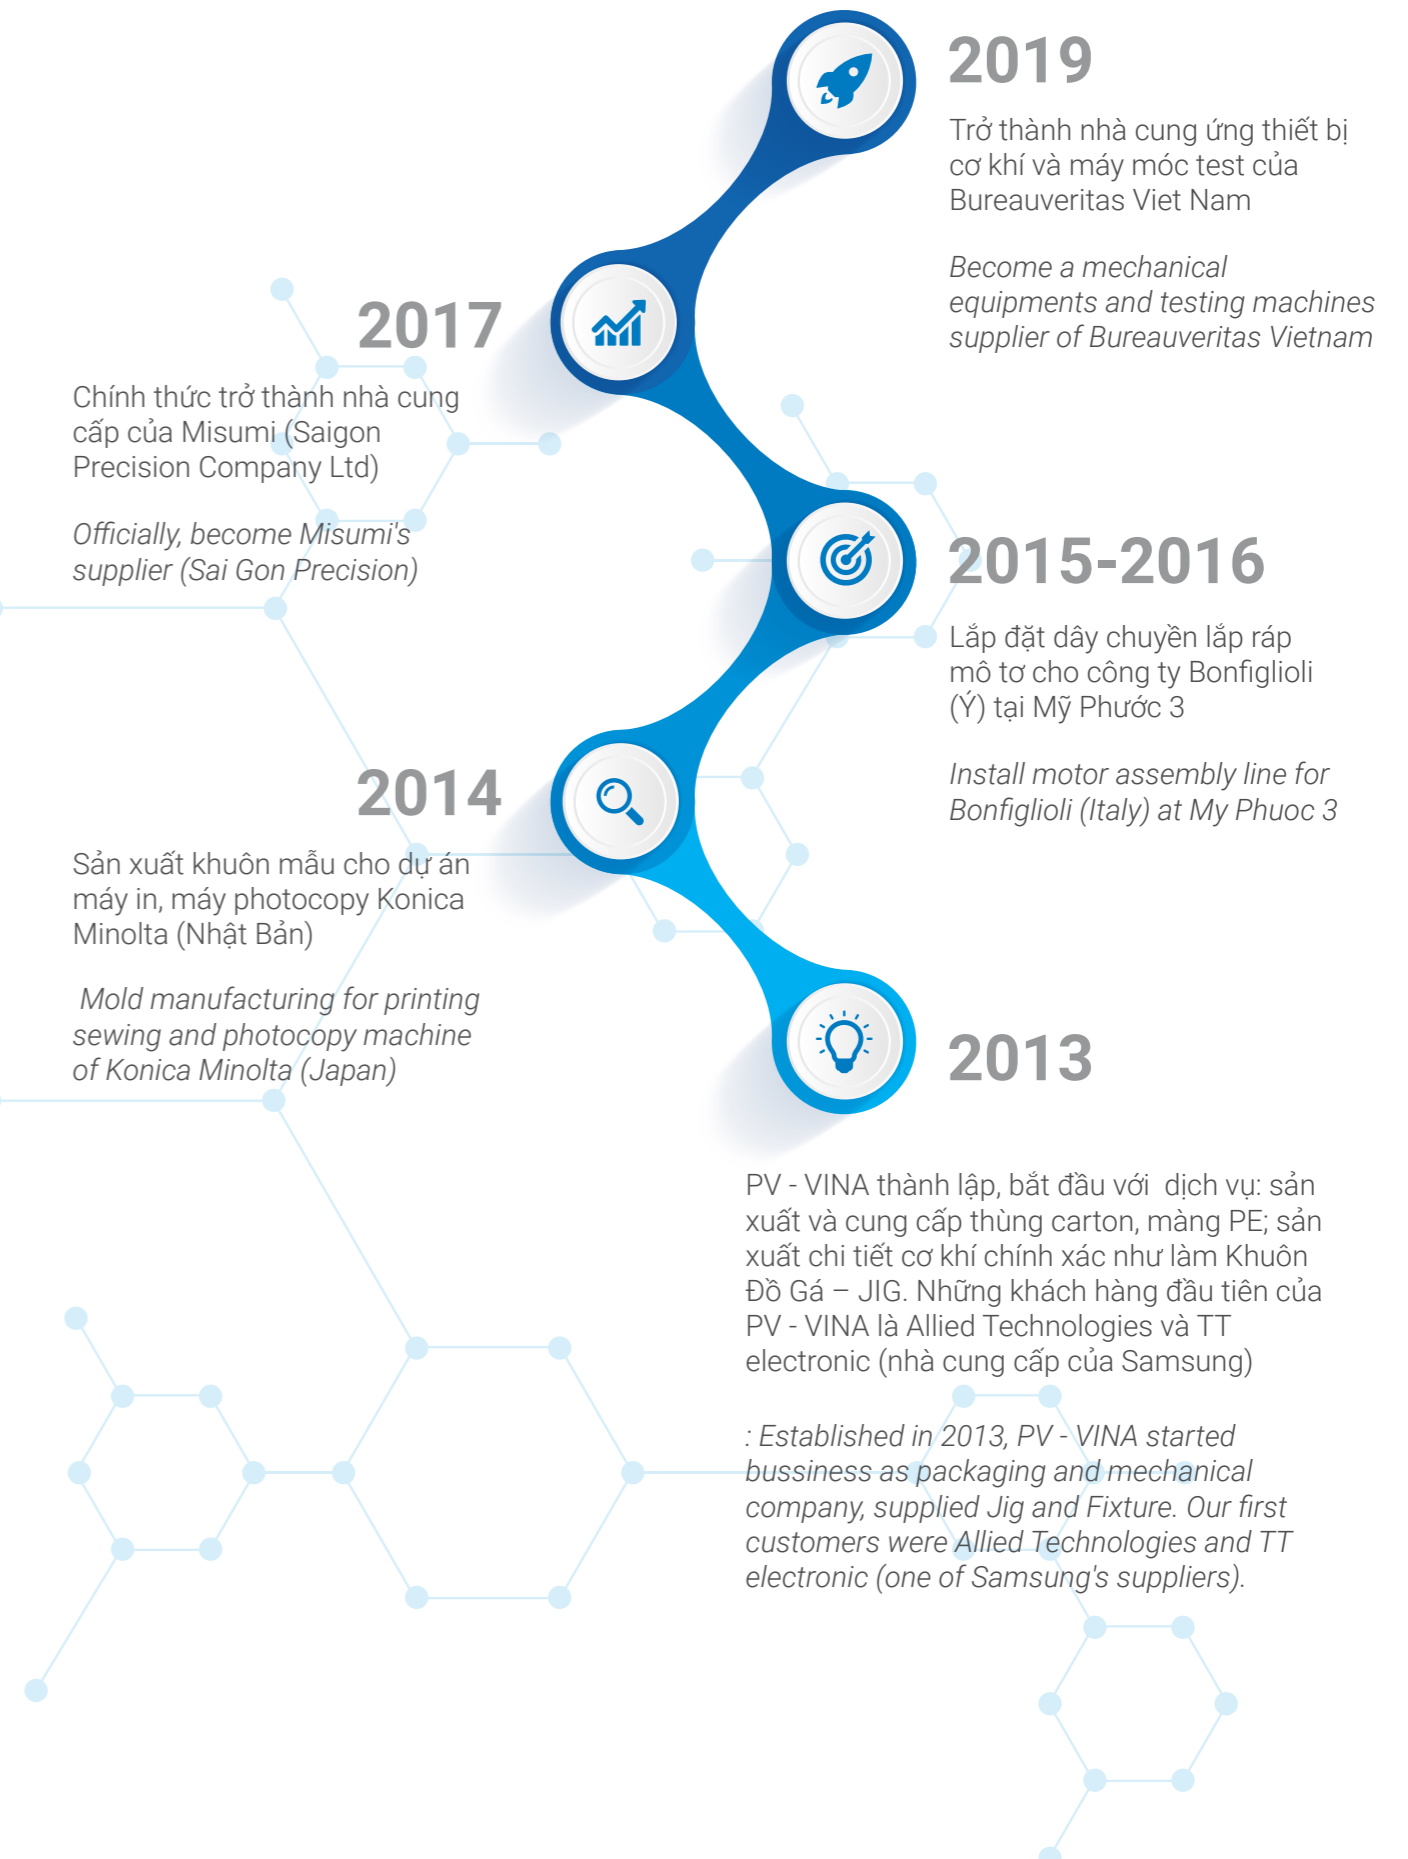 2019
Trở thành nhà cung ứng thiết bị
cơ khí và máy móc test của
Bureauveritas Viet Nam
Become a mechanical
equipments and testing machines
supplier of Bureauveritas Vietnam
2017
Chính thức trở thành nhà cung
cấp của Misumi (Saigon
Precision Company Ltd)
Officially, become Misumi's
supplier (Sai Gon Precision)
2015-2016
Lắp đặt dây chuyền lắp ráp
mô tơ cho công ty Bonfiglioli
(Ý) tại Mỹ Phước 3
Install motor assembly line for
Bonfiglioli (Italy) at My Phuoc 3
2014
Sản xuất khuôn mẫu cho dự án
máy in, máy photocopy Konica
Minolta (Nhật Bản)
Mold manufacturing for printing
sewing and photocopy machine
of Konica Minolta (Japan)
2013
PV - VINA thành lập, bắt đầu với dịch vụ: sản
xuất và cung cấp thùng carton, màng PE; sản
xuất chi tiết cơ khí chính xác như làm Khuôn
Đồ Gá – JIG. Những khách hàng đầu tiên của
PV - VINA là Allied Technologies và TT
electronic (nhà cung cấp của Samsung)
: Established in 2013, PV - VINA started
bussiness as packaging and mechanical
company, supplied Jig and Fixture. Our first
customers were Allied Technologies and TT
electronic (one of Samsung's suppliers).